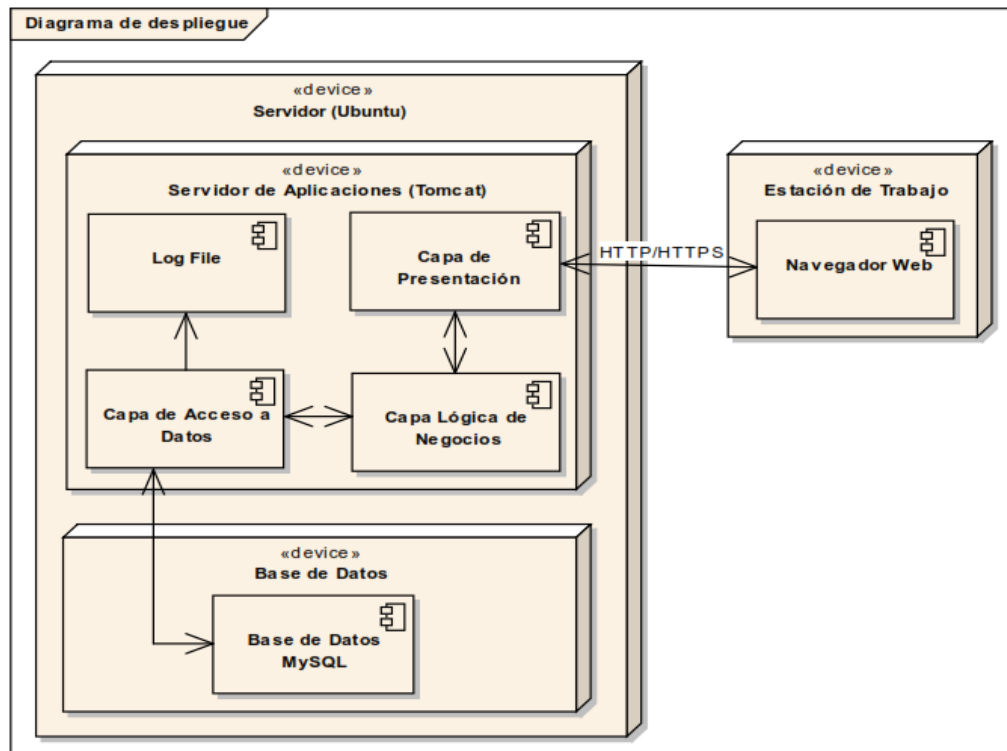 Diagrama de despliegue
«device»
Servidor (Ubuntu)
«device»
Servidor de Aplicaciones (Tomcat)
Log File
Capa de
Presentación
Capa de Acceso a
Datos
Capa Lógica de
Negocios
«device»
Base de Datos
Base de Datos
MySQL
HTTP/HTTPS
«device»
Estación de Trabajo
Navegador Web